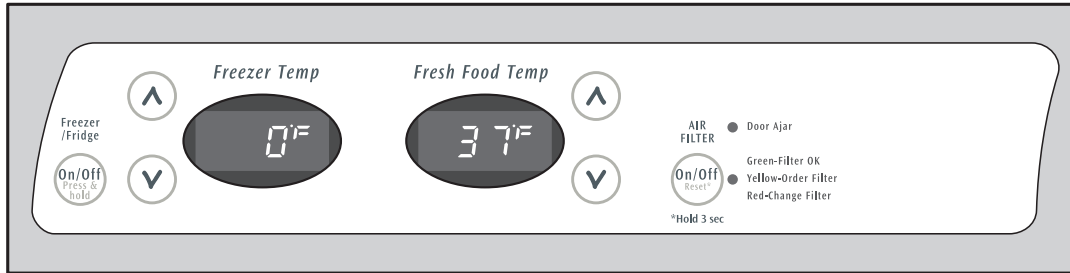 Freezer Temp
Fresh Food Temp
Freezer
/Fridge
On/Off
Press &
hold
0°F
37°F
AIR
FILTER
Door Ajar
On/Off
Reset*
Green-Filter OK
Yellow-Order Filter
Red-Change Filter
*Hold 3 sec